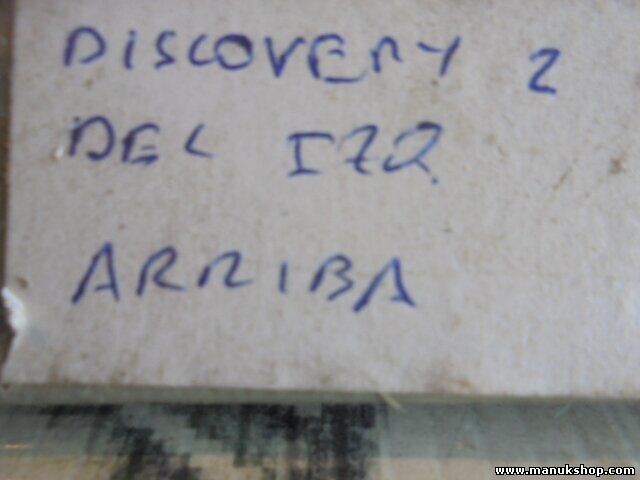 DISCOVERY 2
DEL IZQ.
ARRIBA
www.manukshop.com